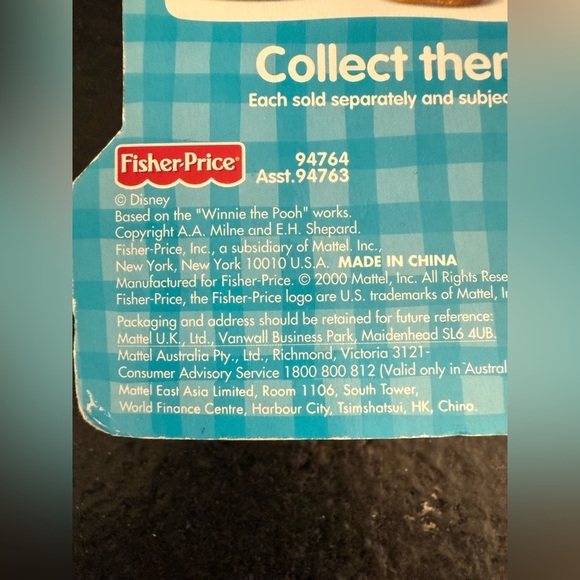 Collect ther
Each sold separately and subjec
Fisher-Price®
94764
Asst.94763
© Disney
Based on the "Winnie the Pooh" works.
Copyright A.A. Milne and E.H. Shepard.
Fisher-Price, Inc., a subsidiary of Mattel. Inc.,
New York, New York 10010 U.S.A. MADE IN CHINA
Manufactured for Fisher-Price. © 2000 Mattel, Inc. All Rights Rese
Fisher-Price, the Fisher-Price logo are U.S. trademarks of Mattel, I
Packaging and address should be retained for future reference:
Mattel U.K., Ltd., Vanwall Business Park, Maidenhead SL6 4UB.
Mattel Australia Pty., Ltd., Richmond, Victoria 3121-
Consumer Advisory Service 1800 800 812 (Valid only in Austral
Mattel East Asia Limited, Room 1106, South Tower,
World Finance Centre, Harbour City, Tsimshatsui, HK, China.